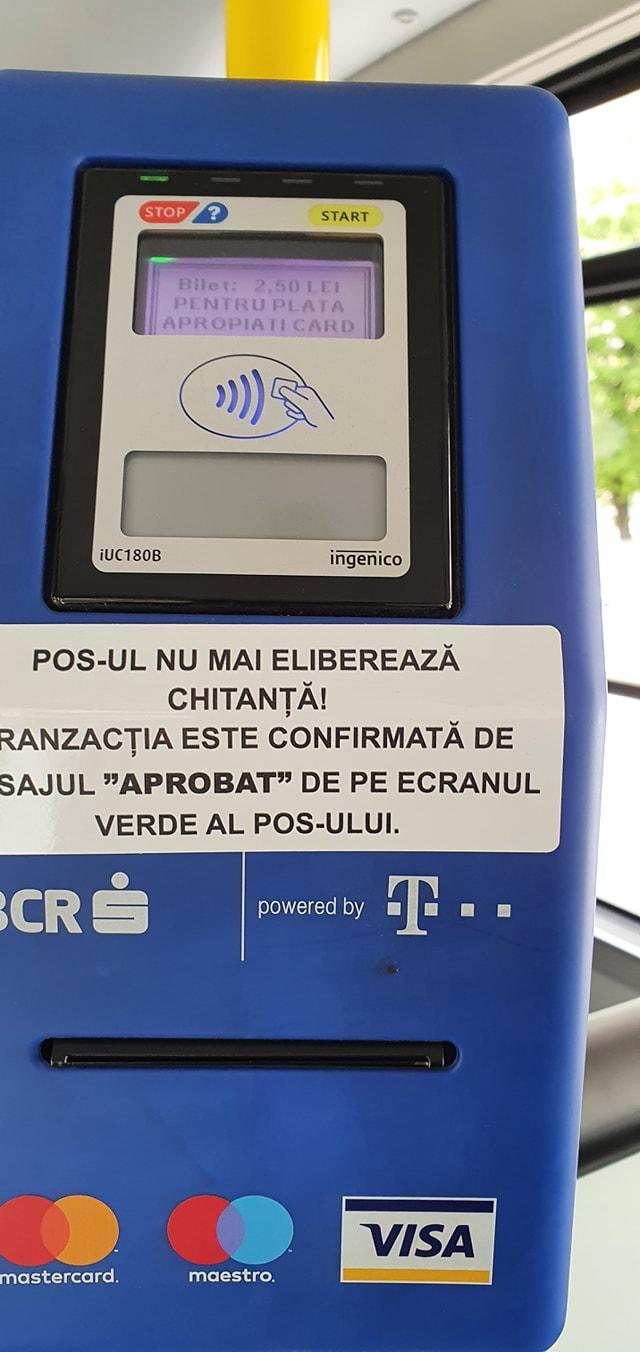 STOP ? START
Bilet: 2,50 LEI
PENTRU PLATA
APROPIATI CARD
iUC180B ingenico
POS-UL NU MAI ELIBEREAZĂ
CHITANȚĂ!
RANZACȚIA ESTE CONFIRMATĂ DE
SAJUL ”APROBAT” DE PE ECRANUL
VERDE AL POS-ULUI.
BCR powered by T
mastercard. maestro. VISA